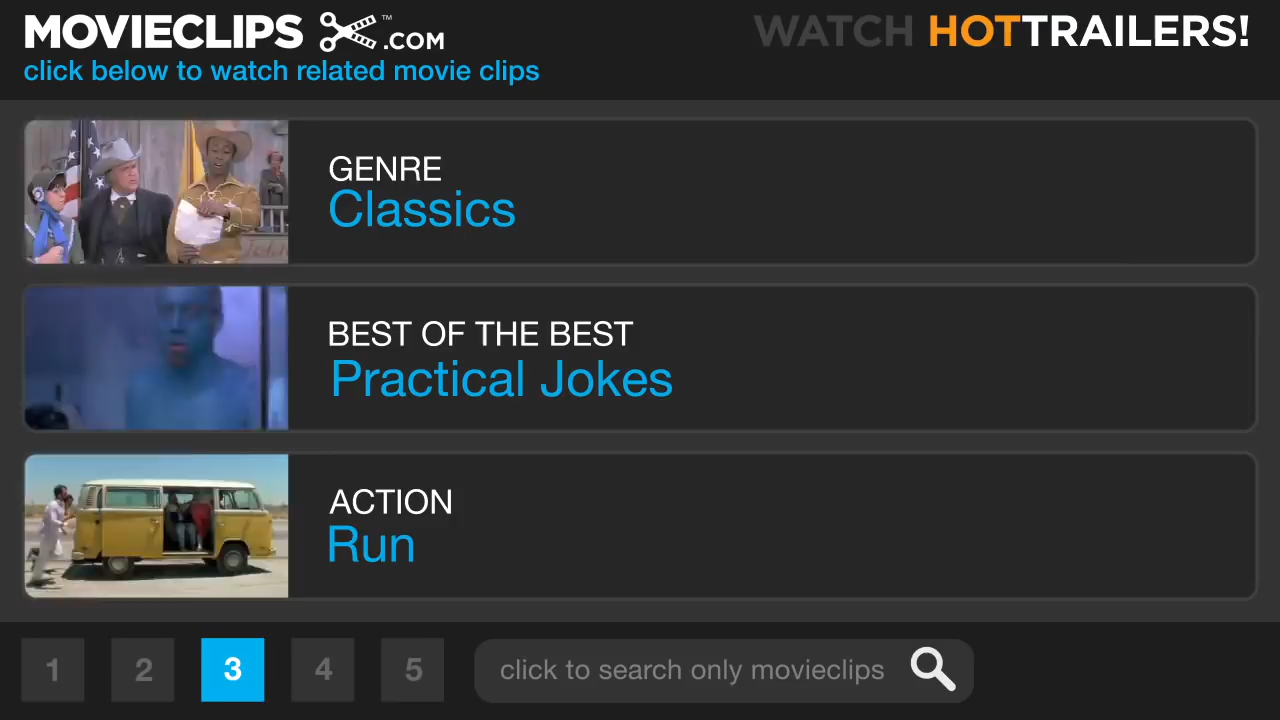 MOVIECLIPS ™ .COM
WATCH HOTTRAILERS!
click below to watch related movie clips
GENRE
Classics
BEST OF THE BEST
Practical Jokes
ACTION
Run
1 2 3 4 5
click to search only movieclips